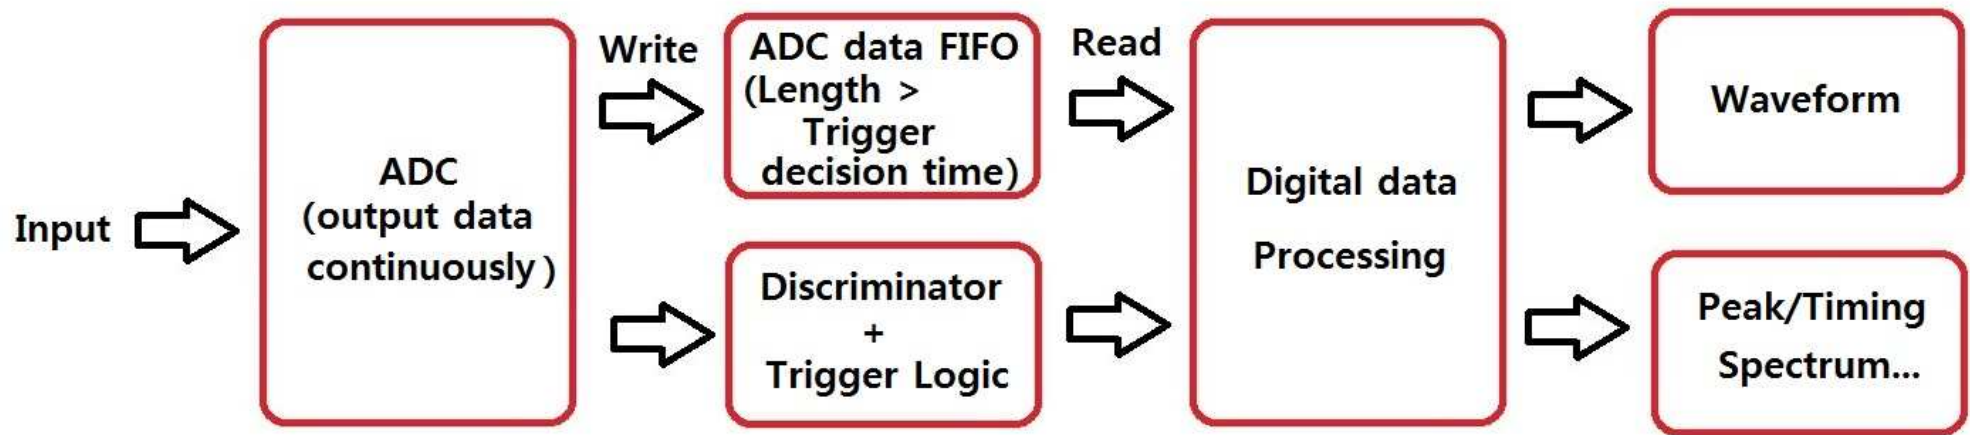 Input
ADC
(output data
continuously)
Write
ADC data FIFO
(Length >
Trigger
decision time)
Discriminator
+
Trigger Logic
Read
Digital data
Processing
Waveform
Peak/Timing
Spectrum...